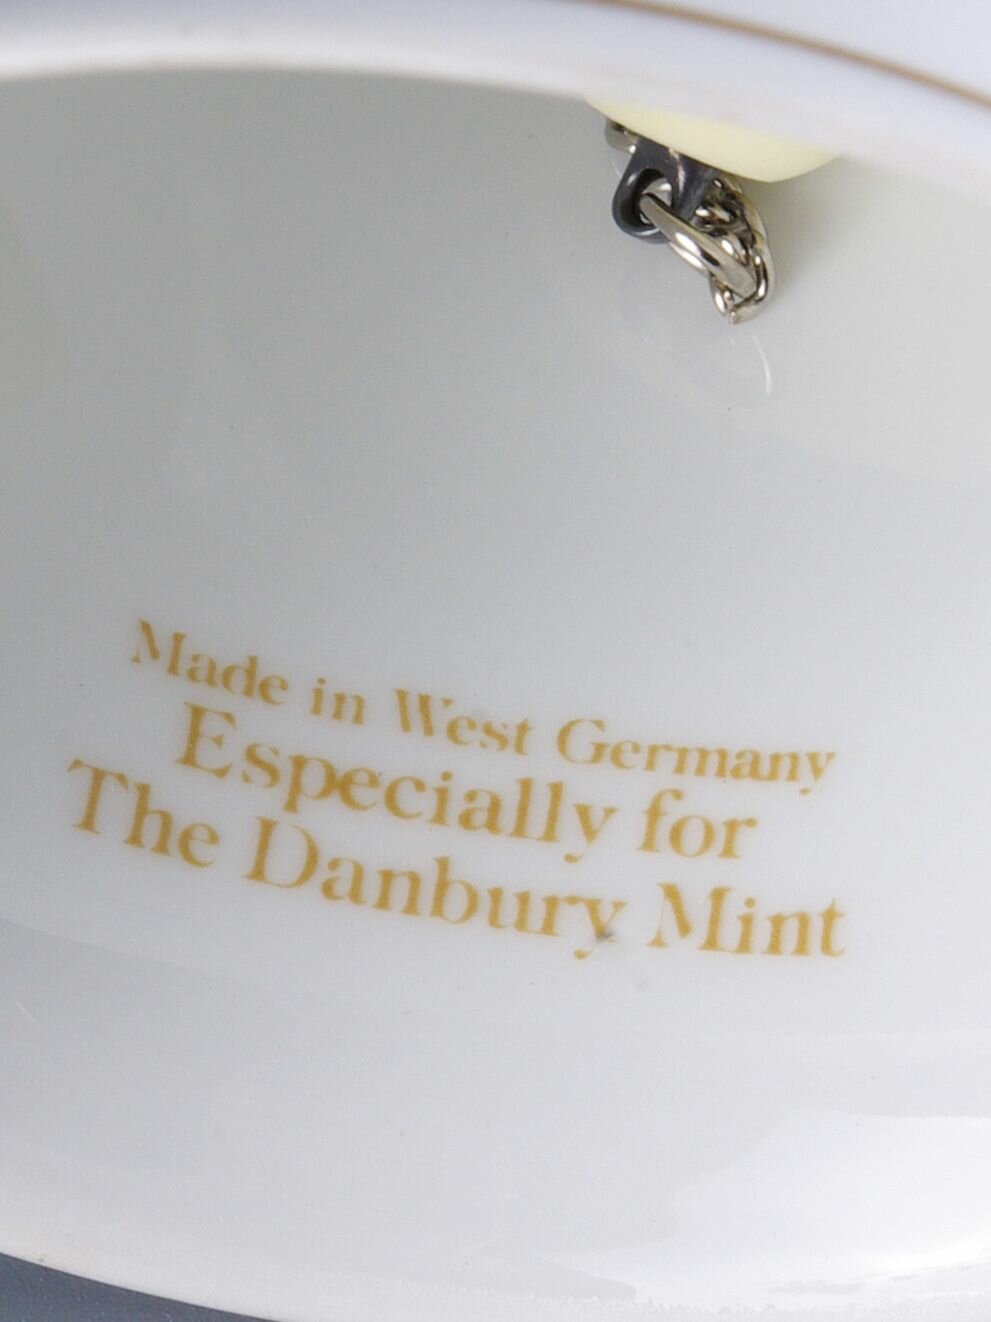 Made in West Germany
Especially for
The Danbury Mint